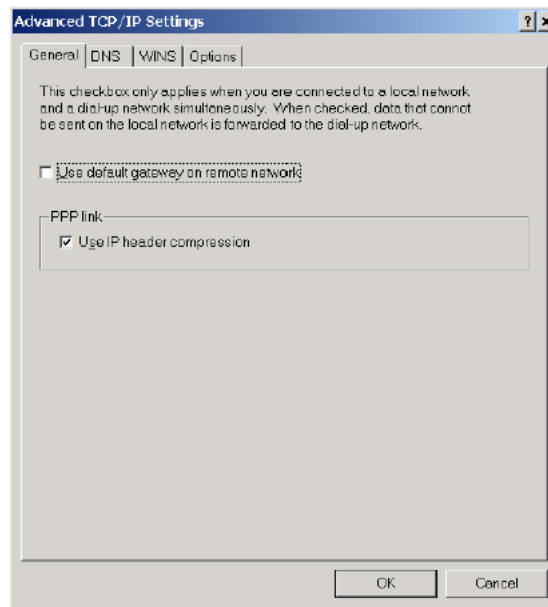 Advanced TCP/IP Settings
General DNS WINS Options
This checkbox only applies when you are connected to a local network
and a dial-up network simultaneously. When checked, data that cannot
be sent on the local network is forwarded to the dial-up network.
Use default gateway on remote network
PPP link
Use IP header compression
OK Cancel